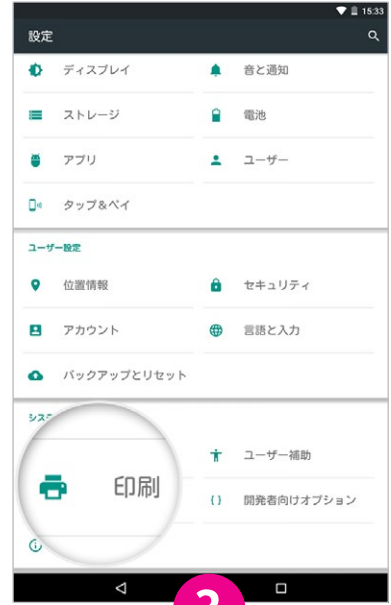 15:33
設定
ディスプレイ 音と通知
ストレージ 電池
アプリ ユーザー
タップ&ペイ
ユーザー設定
位置情報 セキュリティ
アカウント 言語と入力
バックアップとリセット
シス
印刷 ユーザー補助
{} 開発者向けオプション